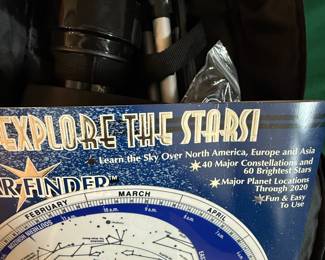 EXPLORE THE STARS!
Learn the Sky Over North America, Europe and Asia
40 Major Constellations and
60 Brightest Stars
Major Planet Locations
Through 2020
Fun & Easy
To Use
R FINDER™
FEBRUARY
MARCH
APRIL